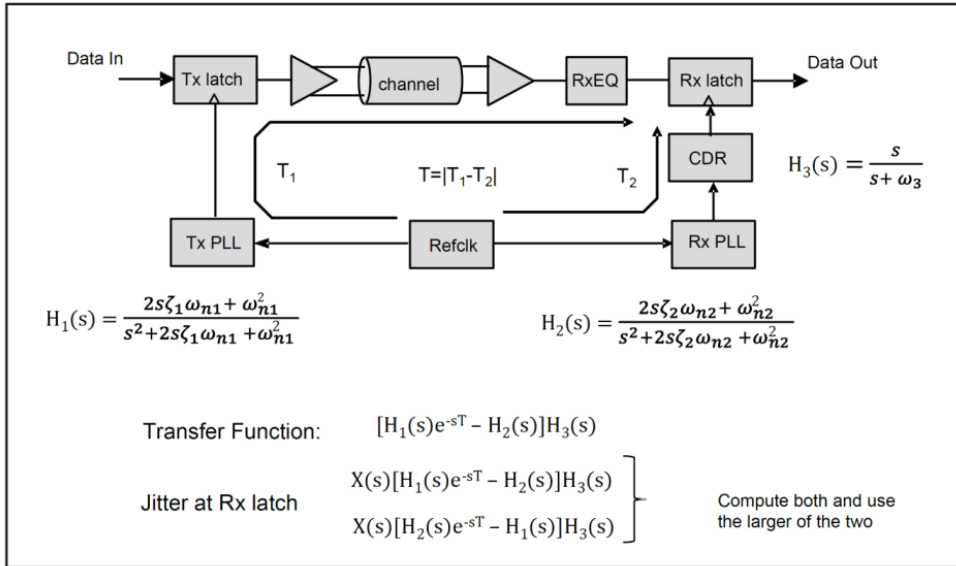 Data In
Tx latch
channel
RxEQ
Rx latch
Data Out
CDR
H₃(s) = s / (s + ω₃)
T₁
T=|T₁-T₂|
T₂
Tx PLL
Refclk
Rx PLL
H₁(s) = (2sζ₁ωₙ₁ + ω²ₙ₁) / (s² + 2sζ₁ωₙ₁ + ω²ₙ₁)
H₂(s) = (2sζ₂ωₙ₂ + ω²ₙ₂) / (s² + 2sζ₂ωₙ₂ + ω²ₙ₂)
Transfer Function: [H₁(s)e⁻ˢᵀ – H₂(s)]H₃(s)
Jitter at Rx latch
X(s)[H₁(s)e⁻ˢᵀ – H₂(s)]H₃(s)
X(s)[H₂(s)e⁻ˢᵀ – H₁(s)]H₃(s)
Compute both and use
the larger of the two